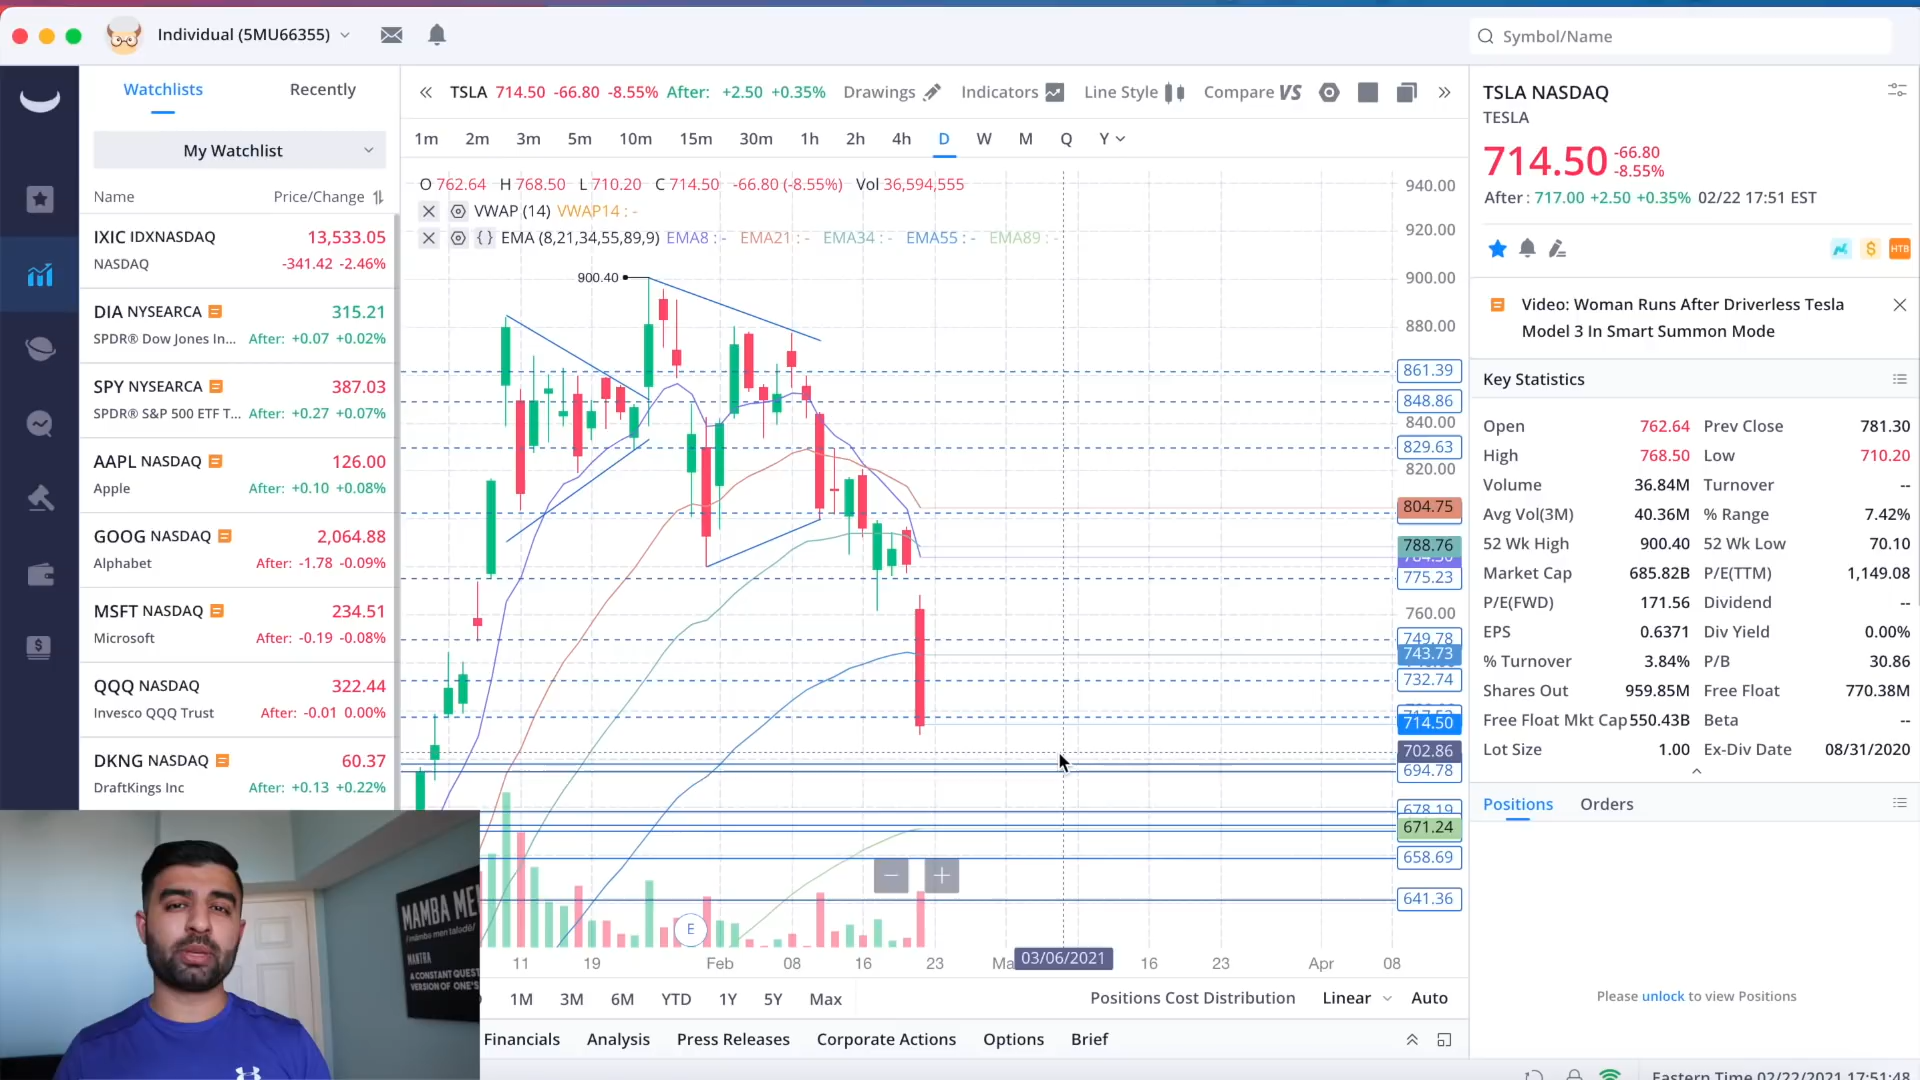 Individual (5MU66355)
Symbol/Name
Watchlists Recently
My Watchlist
Name Price/Change
IXIC IDXNASDAQ 13,533.05
NASDAQ -341.42 -2.46%
DIA NYSEARCA 315.21
SPDR® Dow Jones In... After: +0.07 +0.02%
SPY NYSEARCA 387.03
SPDR® S&P 500 ETF T... After: +0.27 +0.07%
AAPL NASDAQ 126.00
Apple After: +0.10 +0.08%
GOOG NASDAQ 2,064.88
Alphabet After: -1.78 -0.09%
MSFT NASDAQ 234.51
Microsoft After: -0.19 -0.08%
QQQ NASDAQ 322.44
Invesco QQQ Trust After: -0.01 0.00%
DKNG NASDAQ 60.37
DraftKings Inc After: +0.13 +0.22%
TSLA 714.50 -66.80 -8.55% After: +2.50 +0.35% Drawings Indicators Line Style Compare VS
1m 2m 3m 5m 10m 15m 30m 1h 2h 4h D W M Q Y
O 762.64 H 768.50 L 710.20 C 714.50 -66.80 (-8.55%) Vol 36,594,555
VWAP (14) VWAP14 : -
{ } EMA (8,21,34,55,89,9) EMA8 : - EMA21 : - EMA34 : - EMA55 : - EMA89 : -
900.40
940.00
920.00
900.00
880.00
861.39
848.86
840.00
829.63
820.00
804.75
788.76
775.23
760.00
749.78
743.73
732.74
714.50
702.86
694.78
678.19
671.24
658.69
641.36
E
11 19 Feb 08 16 23 Ma 03/06/2021 16 23 Apr 08
1M 3M 6M YTD 1Y 5Y Max Positions Cost Distribution Linear Auto
Financials Analysis Press Releases Corporate Actions Options Brief
TSLA NASDAQ
TESLA
714.50 -66.80
-8.55%
After : 717.00 +2.50 +0.35% 02/22 17:51 EST
$ HTB
Video: Woman Runs After Driverless Tesla
Model 3 In Smart Summon Mode
Key Statistics
Open 762.64 Prev Close 781.30
High 768.50 Low 710.20
Volume 36.84M Turnover --
Avg Vol(3M) 40.36M % Range 7.42%
52 Wk High 900.40 52 Wk Low 70.10
Market Cap 685.82B P/E(TTM) 1,149.08
P/E(FWD) 171.56 Dividend --
EPS 0.6371 Div Yield 0.00%
% Turnover 3.84% P/B 30.86
Shares Out 959.85M Free Float 770.38M
Free Float Mkt Cap 550.43B Beta --
Lot Size 1.00 Ex-Div Date 08/31/2020
Positions Orders
Please unlock to view Positions
Eastern Time 02/22/2021 17:51:48
MAMBA ME
MANTRA
A CONSTANT QUEST
VERSION OF ONE'S